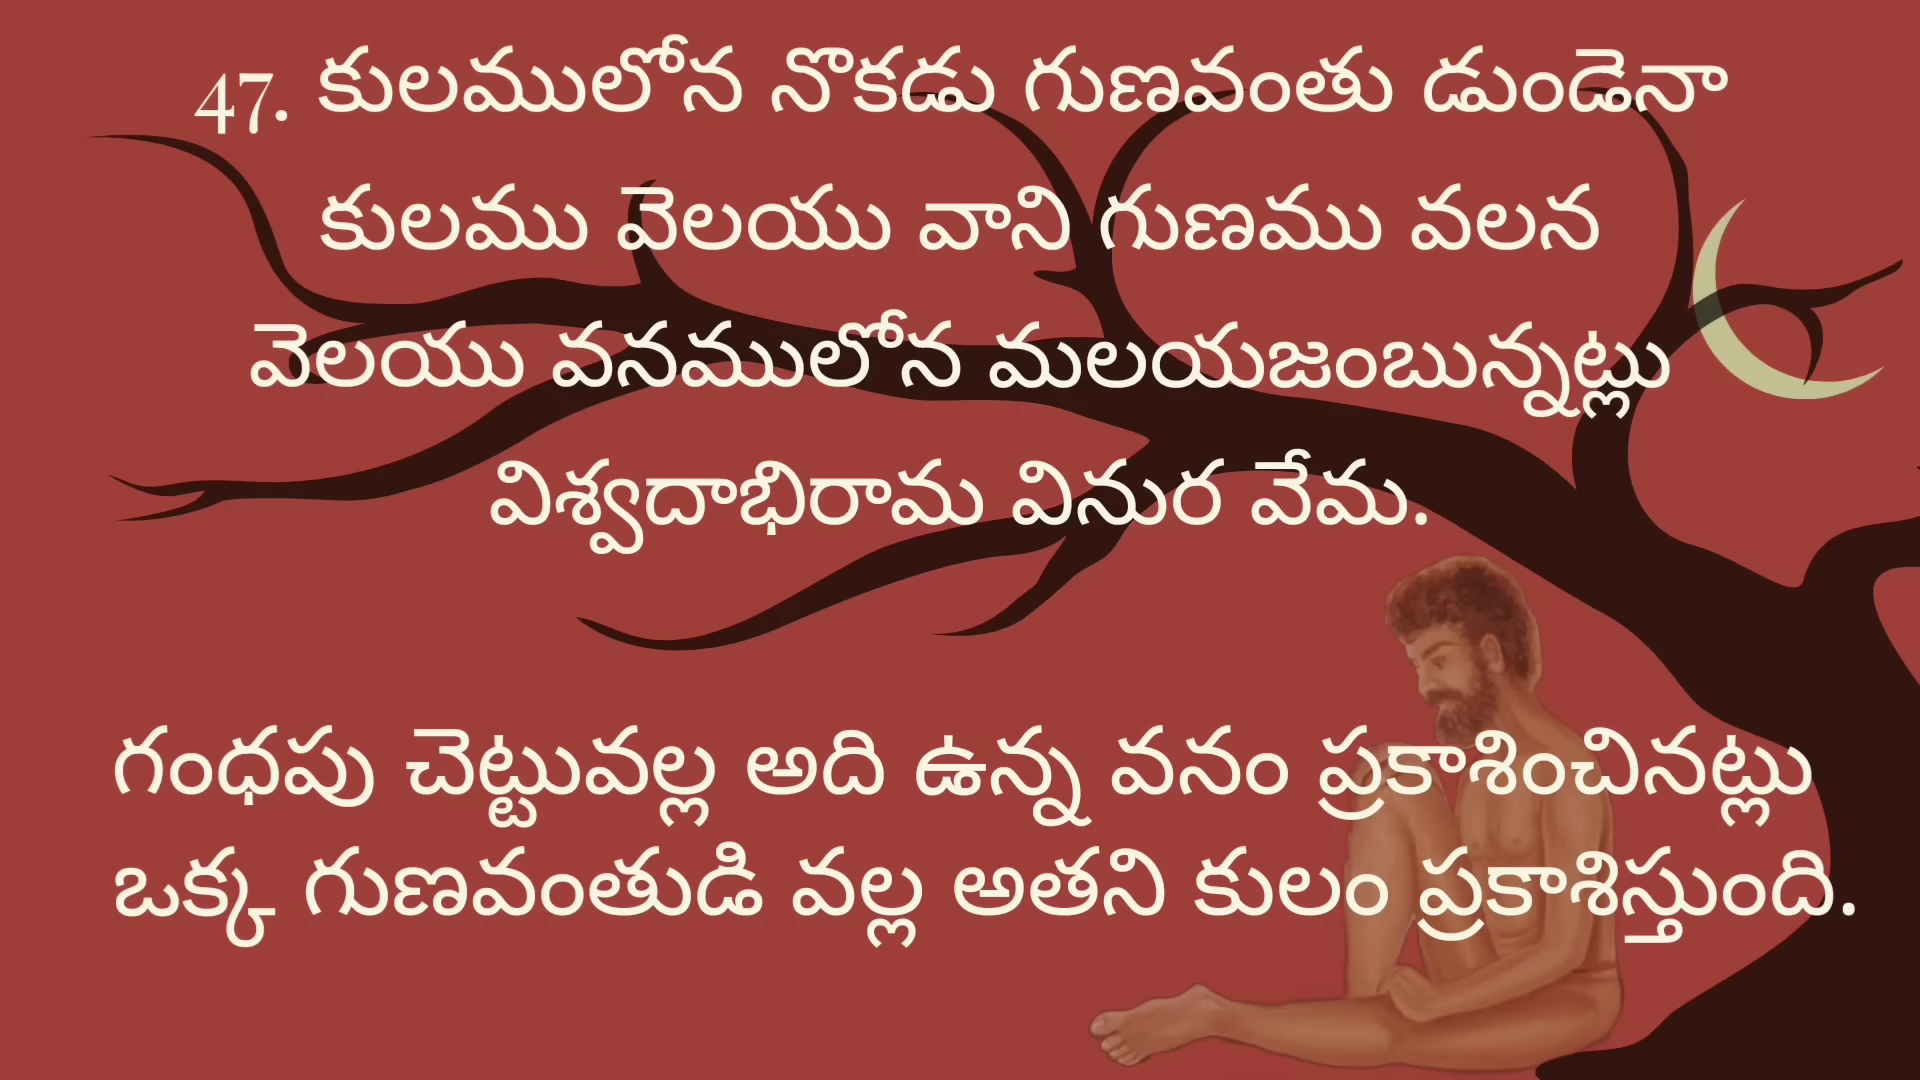 47. కులములోన నొకడు గుణవంతు డుండెనా
కులము వెలయు వాని గుణము వలన
వెలయు వనములోన మలయజంబున్నట్లు
విశ్వదాభిరామ వినుర వేమ.
గంధపు చెట్టువల్ల అది ఉన్న వనం ప్రకాశించినట్లు
ఒక్క గుణవంతుడి వల్ల అతని కులం ప్రకాశిస్తుంది.